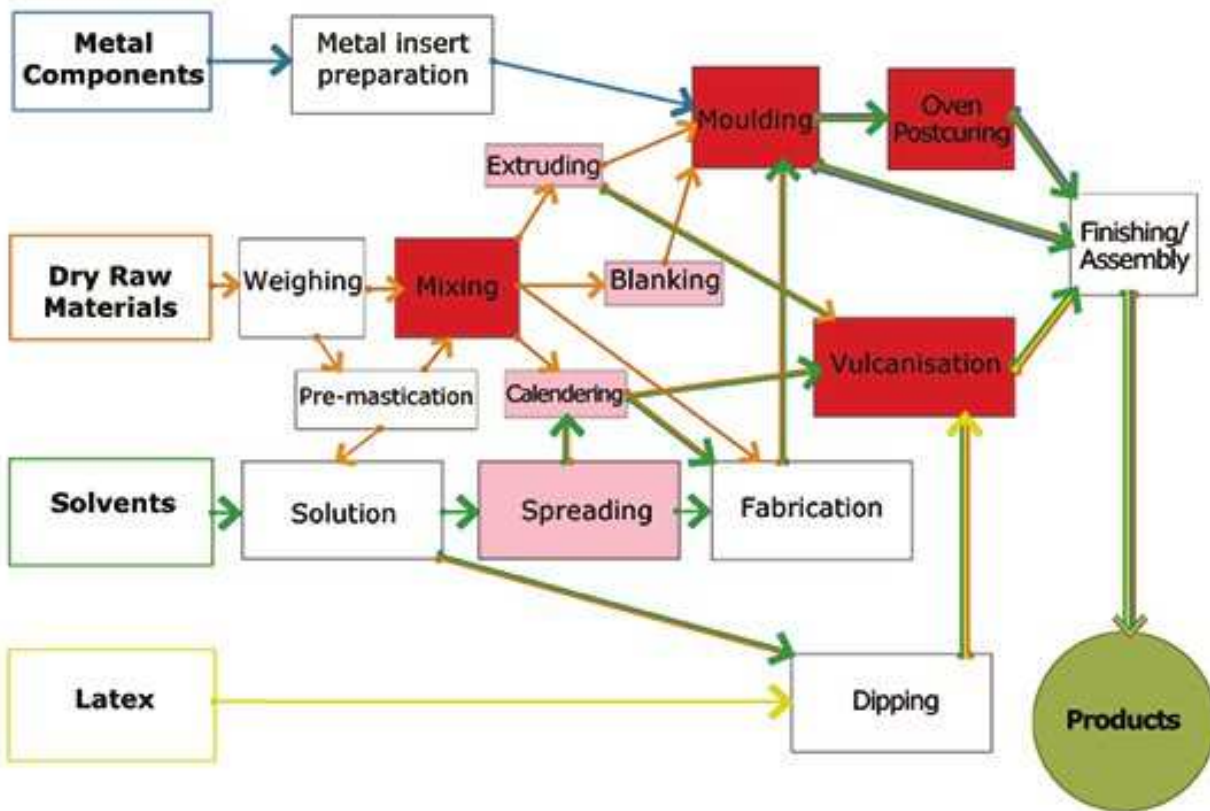 Metal
Components
Metal insert
preparation
Moulding
Oven
Postcuring
Extruding
Finishing/
Assembly
Dry Raw
Materials
Weighing
Mixing
Blanking
Vulcanisation
Pre-mastication
Calendering
Solvents
Solution
Spreading
Fabrication
Latex
Dipping
Products